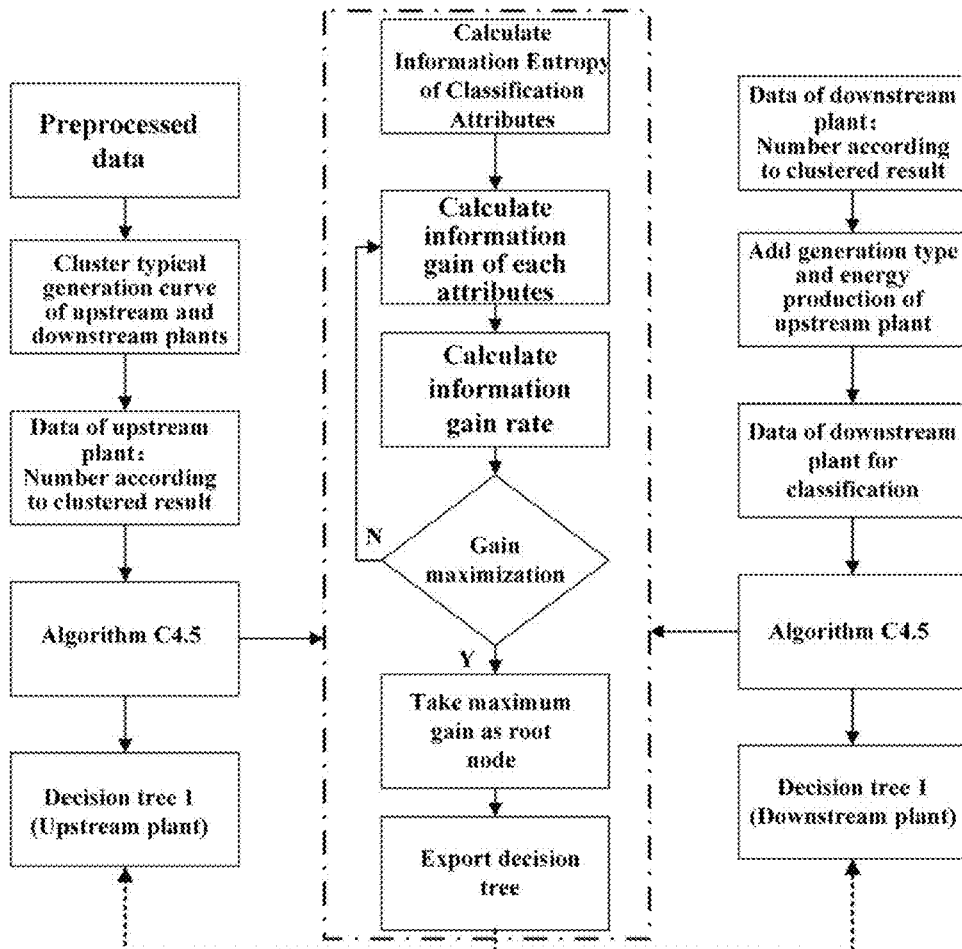 Preprocessed
data
Cluster typical
generation curve
of upstream and
downstream plants
Data of upstream
plant:
Number according
to clustered result
Algorithm C4.5
Decision tree 1
(Upstream plant)
Calculate
Information Entropy
of Classification
Attributes
Calculate
information
gain of each
attributes
Calculate
information
gain rate
N
Gain
maximization
Y
Take maximum
gain as root
node
Export decision
tree
Data of downstream
plant:
Number according
to clustered result
Add generation type
and energy
production of
upstream plant
Data of downstream
plant for
classification
Algorithm C4.5
Decision tree 1
(Downstream plant)